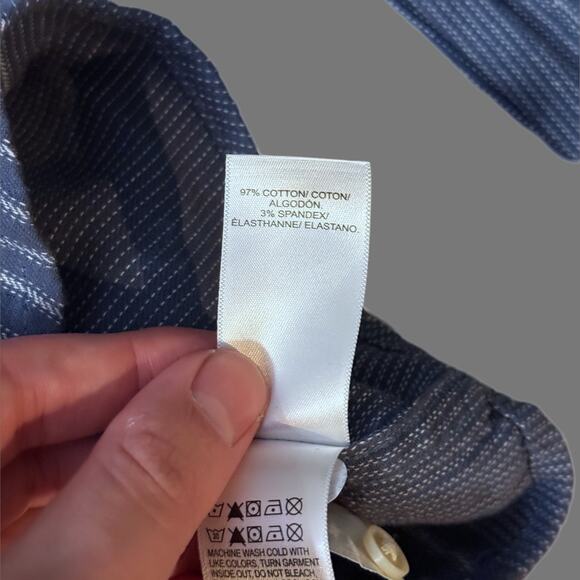 97% COTTON/ COTON/
ALGODÓN.
3% SPANDEX/
ÉLASTHANNE/ ELASTANO.
MACHINE WASH COLD WITH
LIKE COLORS, TURN GARMENT
INSIDE OUT, DO NOT BLEACH,